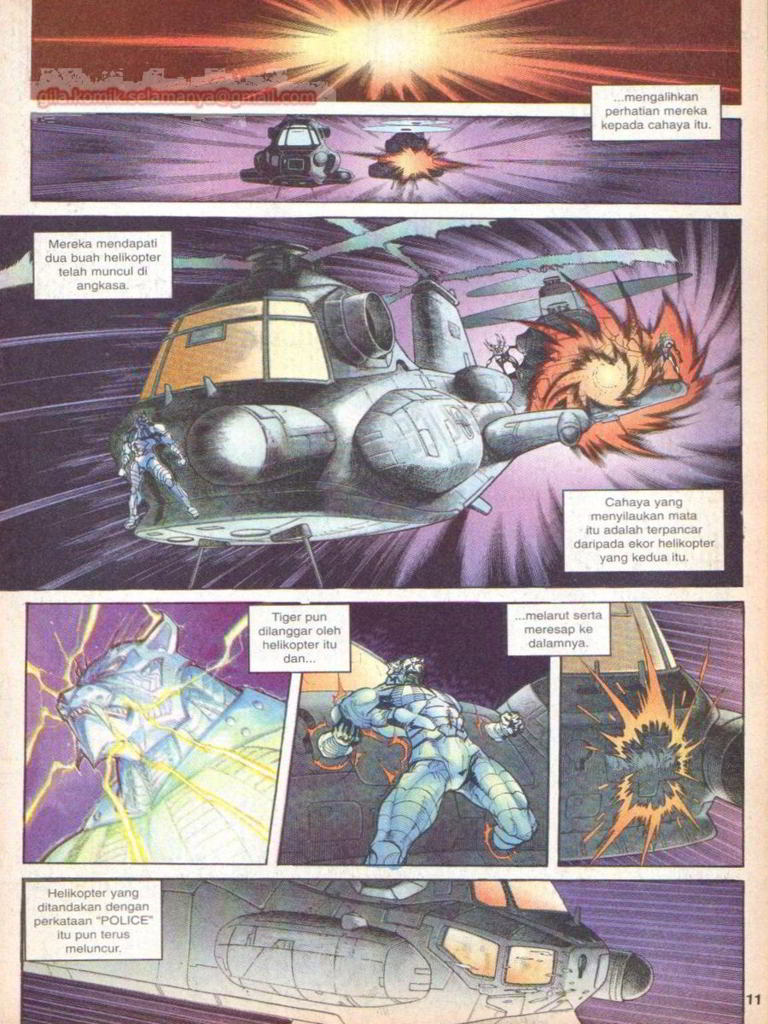 gila.komik.selamanya@gmail.com
...mengalihkan
perhatian mereka
kepada cahaya itu.
Mereka mendapati
dua buah helikopter
telah muncul di
angkasa.
Cahaya yang
menyilaukan mata
itu adalah terpancar
daripada ekor helikopter
yang kedua itu.
Tiger pun
dilanggar oleh
helikopter itu
dan...
...melarut serta
meresap ke
dalamnya.
Helikopter yang
ditandakan dengan
perkataan "POLICE"
itu pun terus
meluncur.
11